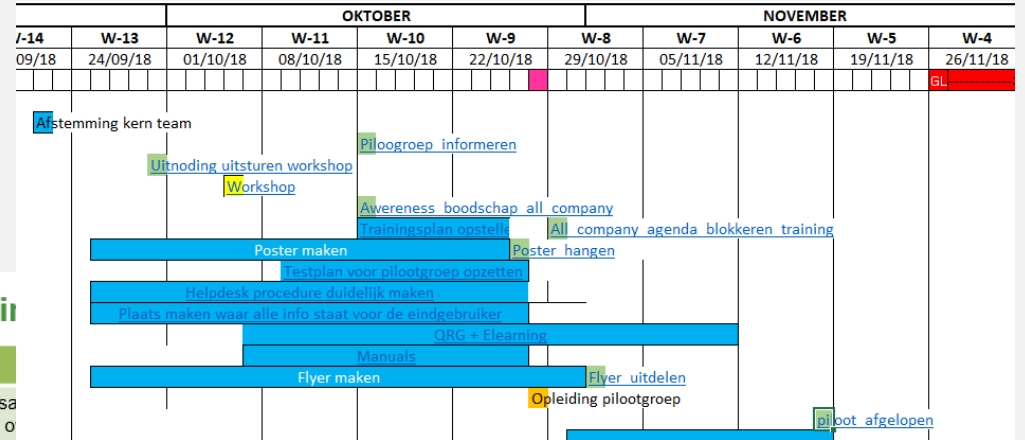 OKTOBER NOVEMBER
-14 W-13 W-12 W-11 W-10 W-9 W-8 W-7 W-6 W-5 W-4
09/18 24/09/18 01/10/18 08/10/18 15/10/18 22/10/18 29/10/18 05/11/18 12/11/18 19/11/18 26/11/18
GL
Afstemming kern team
Piloogroep informeren
Uitnoding uitsturen workshop
Workshop
Awereness boodschap all company
Trainingsplan opstelle All company agenda blokkeren training
Poster maken Poster hangen
Testplan voor pilootgroep opzetten
Helpdesk procedure duidelijk maken
Plaats maken waar alle info staat voor de eindgebruiker
QRG + Elearning
Manuals
Flyer maken Flyer uitdelen
Opleiding pilootgroep
piloot afgelopen